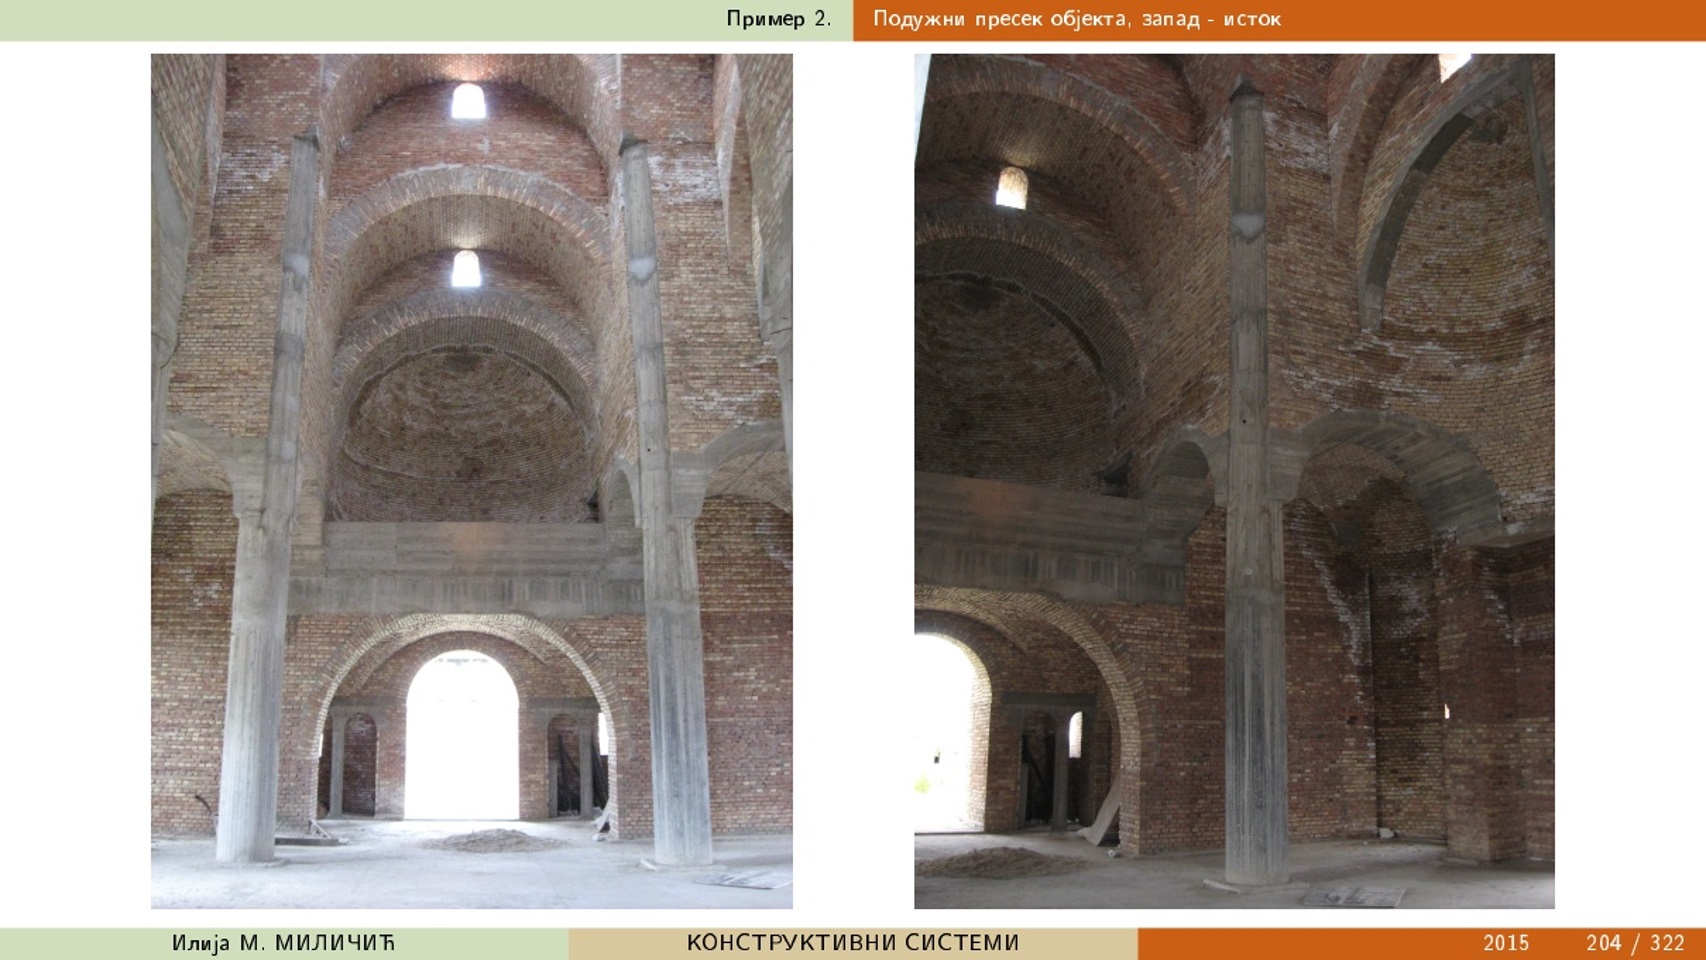 Пример 2.
Подужни пресек објекта, запад - исток
Илија М. МИЛИЧИЋ
КОНСТРУКТИВНИ СИСТЕМИ
2015
204 / 322